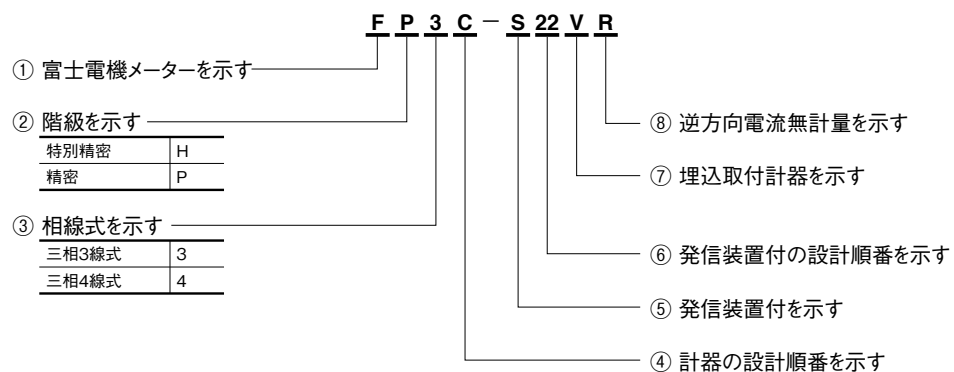 F P 3 C － S 22 V R
① 富士電機メーターを示す
② 階級を示す
特別精密 H
精密 P
③ 相線式を示す
三相3線式 3
三相4線式 4
⑧ 逆方向電流無計量を示す
⑦ 埋込取付計器を示す
⑥ 発信装置付の設計順番を示す
⑤ 発信装置付を示す
④ 計器の設計順番を示す